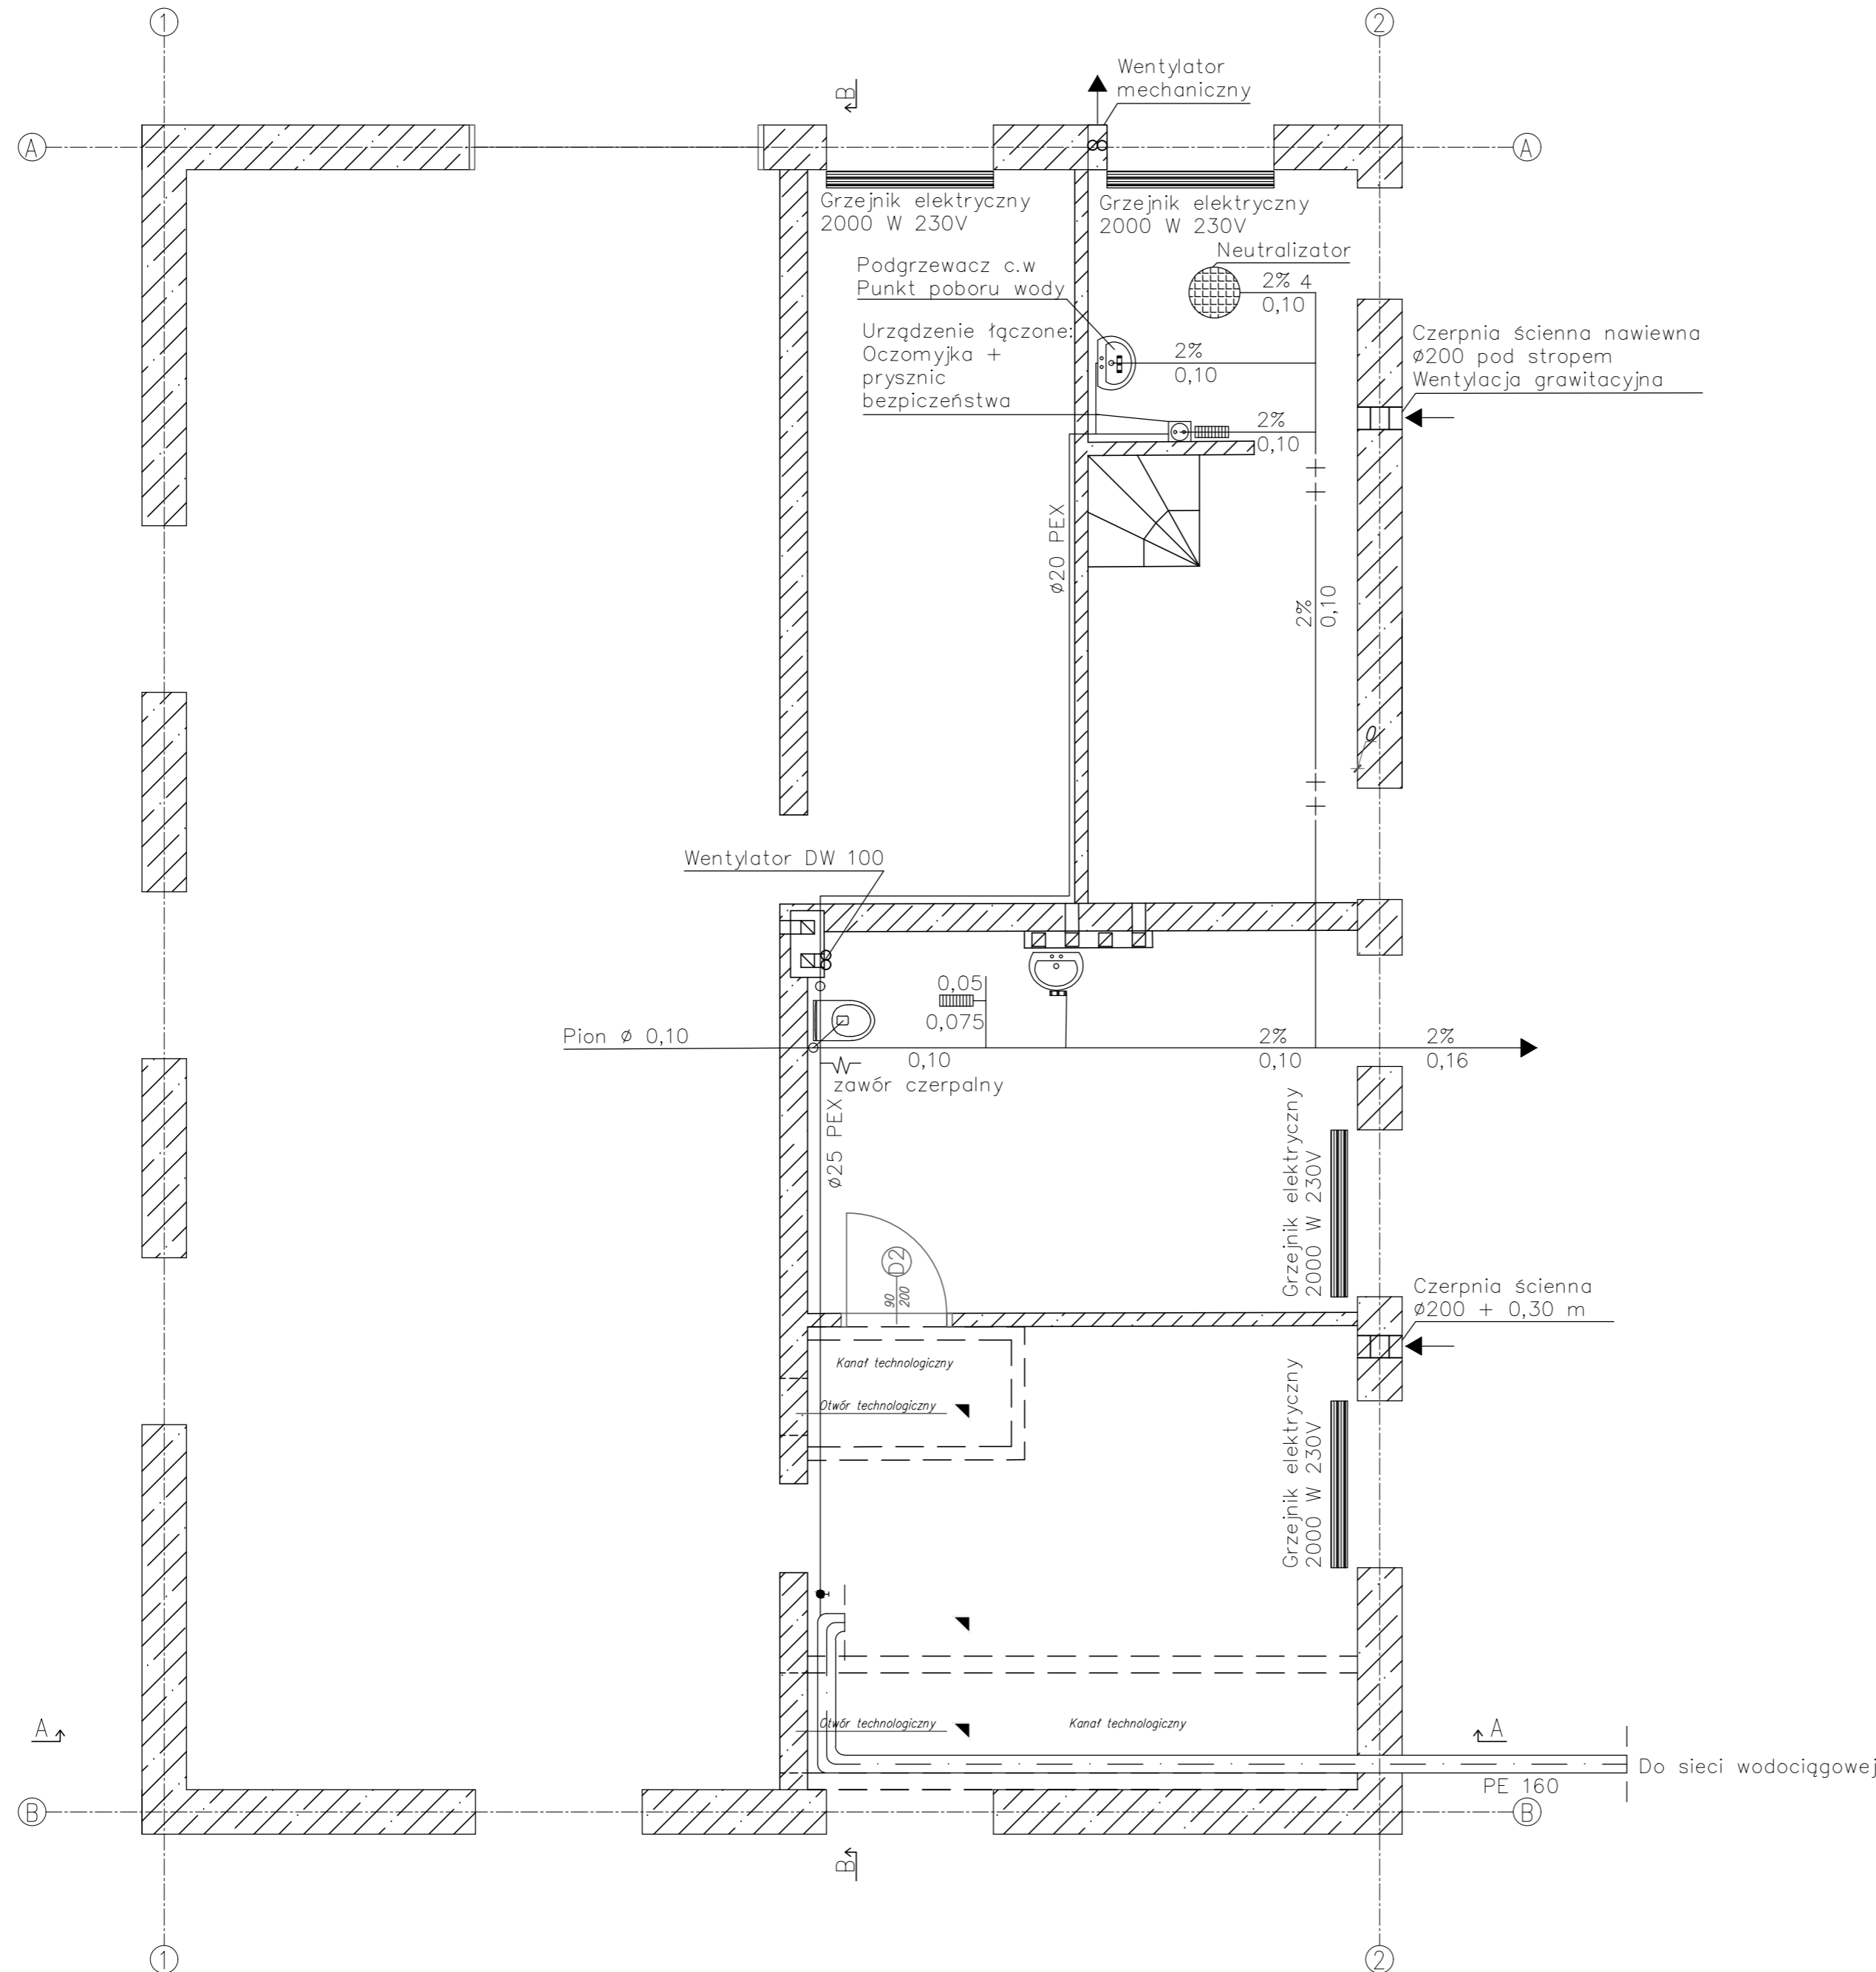 1
2
Wentylator
mechaniczny
B
A
A
Grzejnik elektryczny
2000 W 230V
Grzejnik elektryczny
2000 W 230V
Neutralizator
Podgrzewacz c.w
Punkt poboru wody
2% 4
0,10
Urządzenie łączone:
Oczomyjka +
prysznic
bezpiczeństwa
2%
0,10
Czerpnia ścienna nawiewna
ø200 pod stropem
Wentylacja grawitacyjna
2%
0,10
ø20 PEX
2%
0,10
0
Wentylator DW 100
0,05
0,075
Pion ø 0,10
0,10
2%
0,10
2%
0,16
zawór czerpalny
ø25 PEX
Grzejnik elektryczny
2000 W 230V
D2
90
200
Czerpnia ścienna
ø200 + 0,30 m
Kanał technologiczny
Otwór technologiczny
Grzejnik elektryczny
2000 W 230V
Otwór technologiczny
Kanał technologiczny
A
A
Do sieci wodociągowej
PE 160
B
B
B
1
2